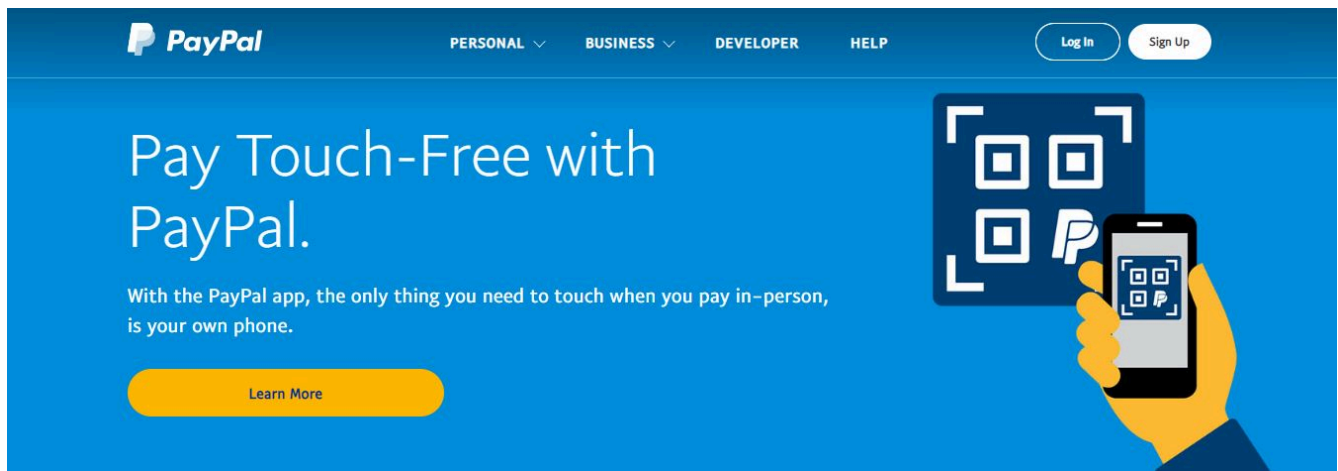 PayPal
PERSONAL
BUSINESS
DEVELOPER
HELP
Log In
Sign Up
Pay Touch-Free with
PayPal.
With the PayPal app, the only thing you need to touch when you pay in-person,
is your own phone.
Learn More